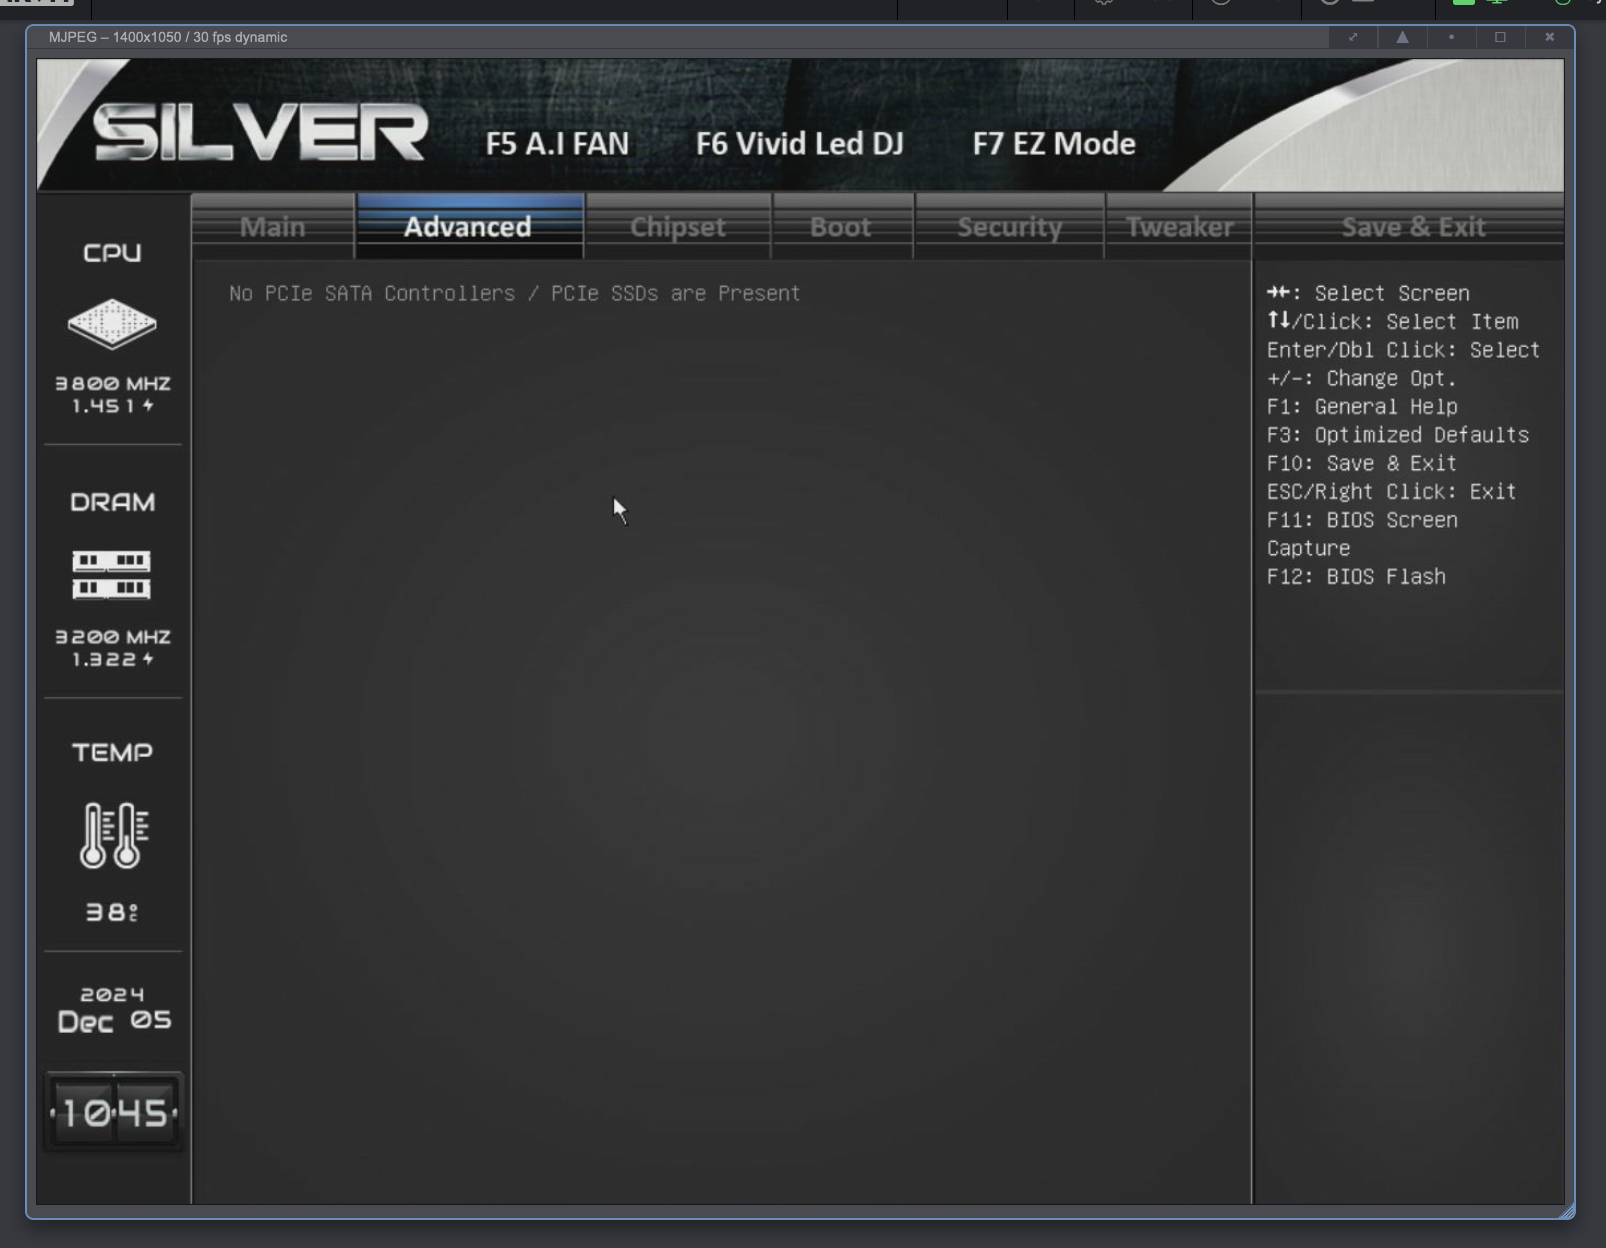 MJPEG – 1400x1050 / 30 fps dynamic
SILVER
F5 A.I FAN
F6 Vivid Led DJ
F7 EZ Mode
Main
Advanced
Chipset
Boot
Security
Tweaker
Save & Exit
CPU
3800 MHZ
1.451
DRAM
3200 MHZ
1.322
TEMP
38°C
2024
Dec 05
10:45
No PCIe SATA Controllers / PCIe SSDs are Present
→←: Select Screen
↑↓/Click: Select Item
Enter/Dbl Click: Select
+/-: Change Opt.
F1: General Help
F3: Optimized Defaults
F10: Save & Exit
ESC/Right Click: Exit
F11: BIOS Screen
Capture
F12: BIOS Flash